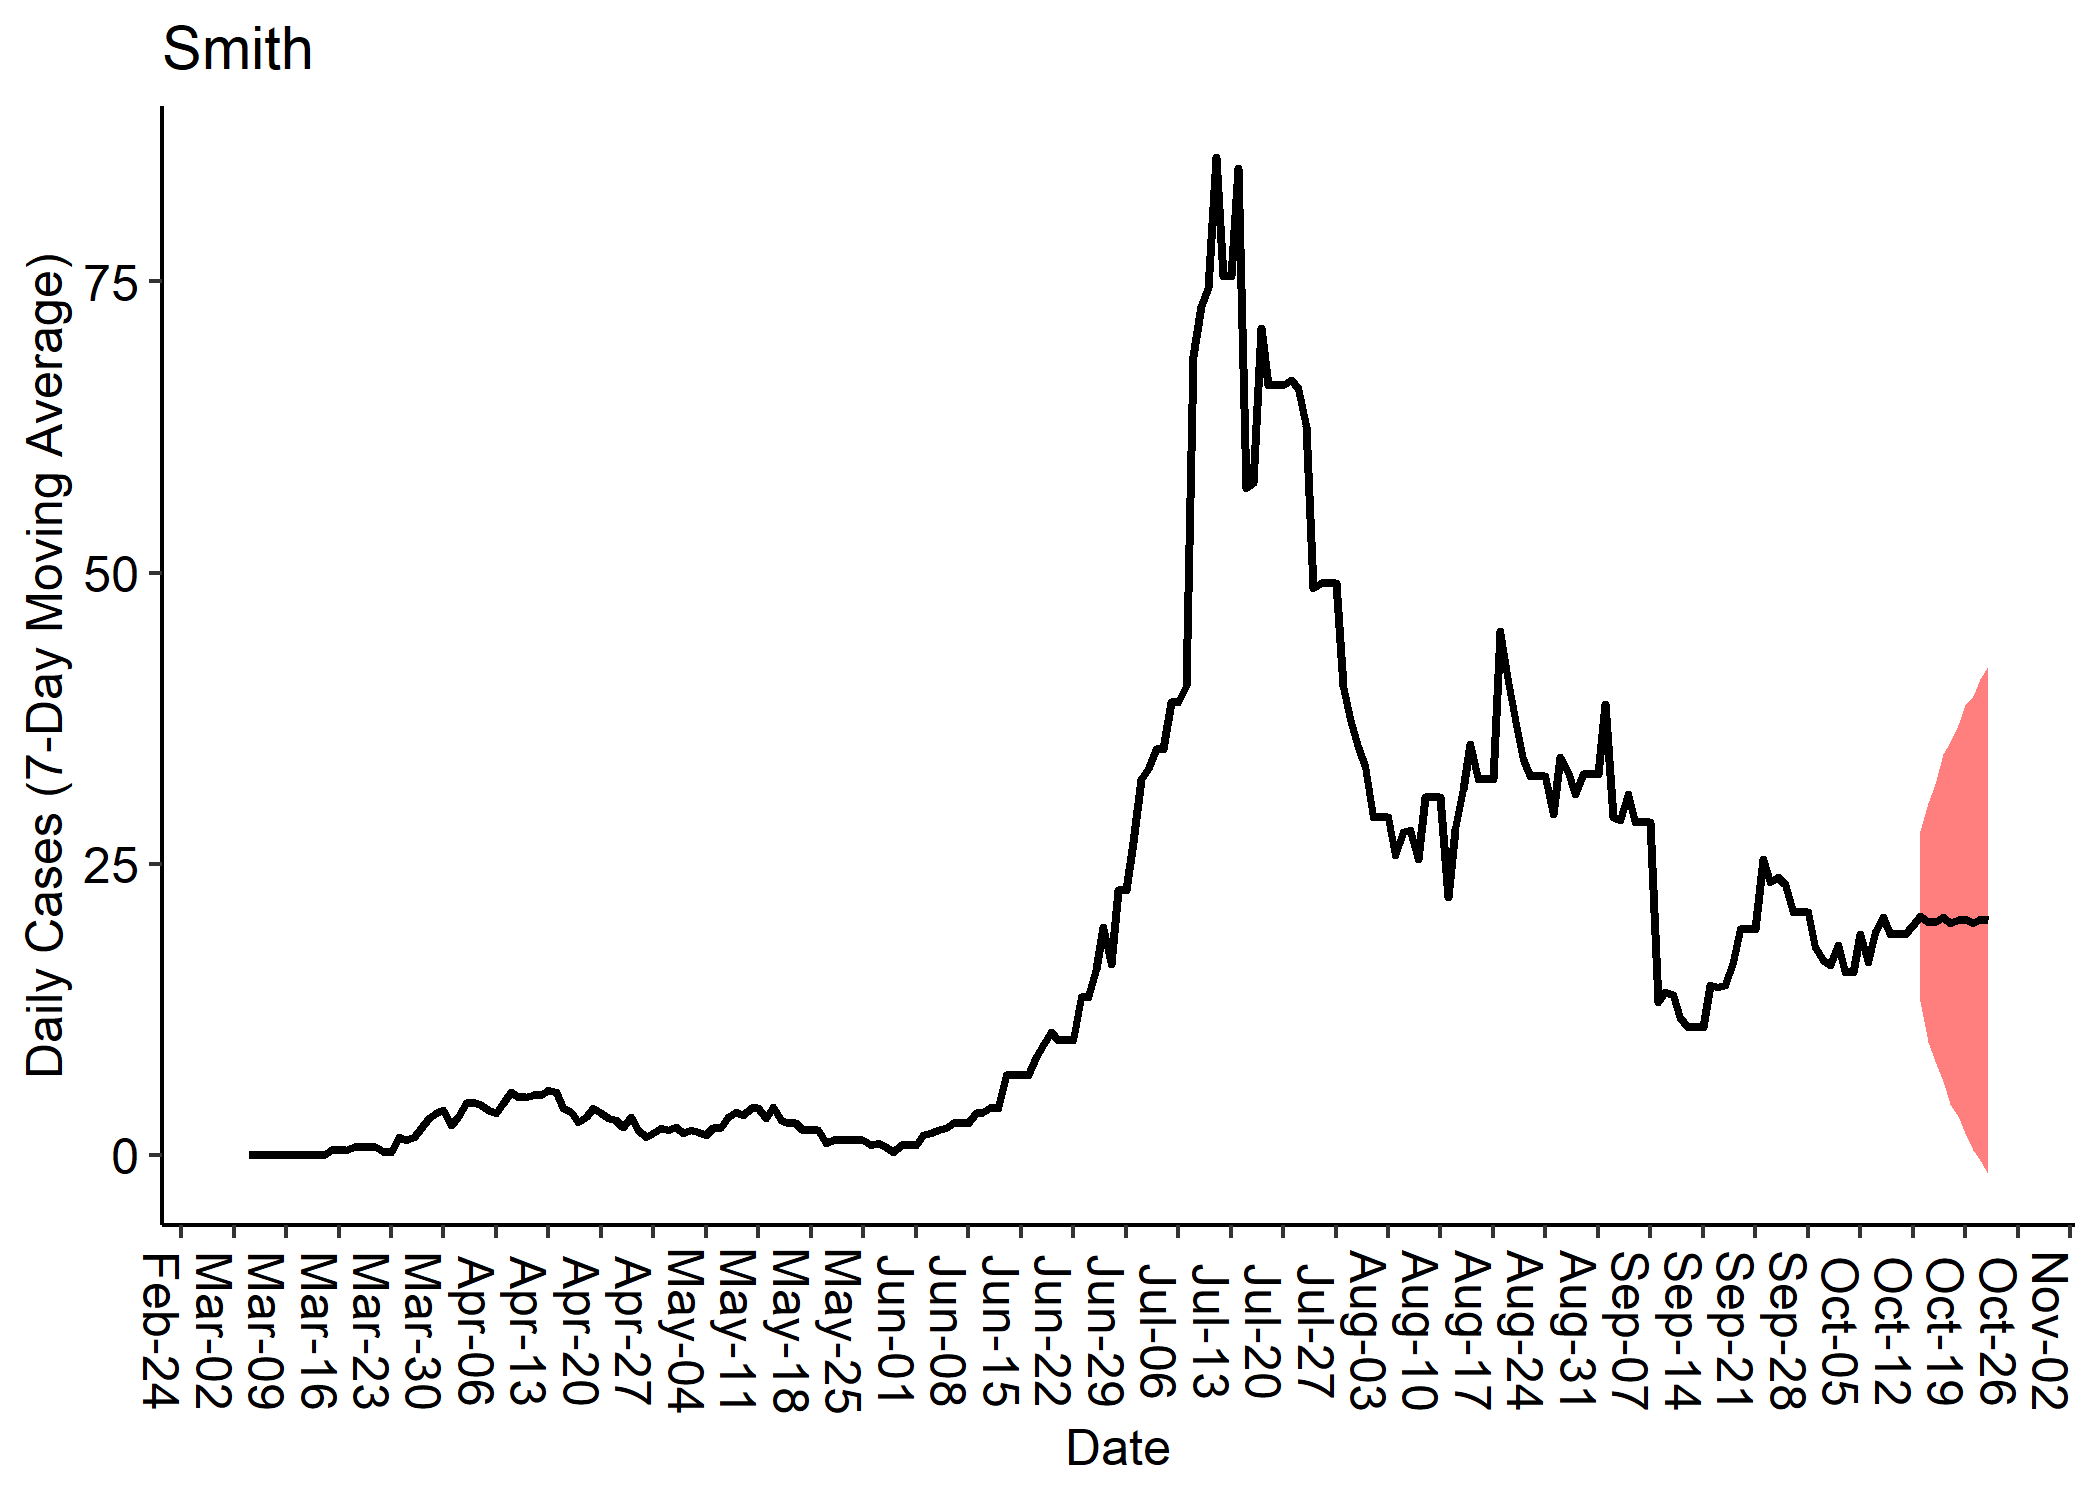 Smith
Daily Cases (7-Day Moving Average)
75
50
25
0
Feb-24
Mar-02
Mar-09
Mar-16
Mar-23
Mar-30
Apr-06
Apr-13
Apr-20
Apr-27
May-04
May-11
May-18
May-25
Jun-01
Jun-08
Jun-15
Jun-22
Jun-29
Jul-06
Jul-13
Jul-20
Jul-27
Aug-03
Aug-10
Aug-17
Aug-24
Aug-31
Sep-07
Sep-14
Sep-21
Sep-28
Oct-05
Oct-12
Oct-19
Oct-26
Nov-02
Date